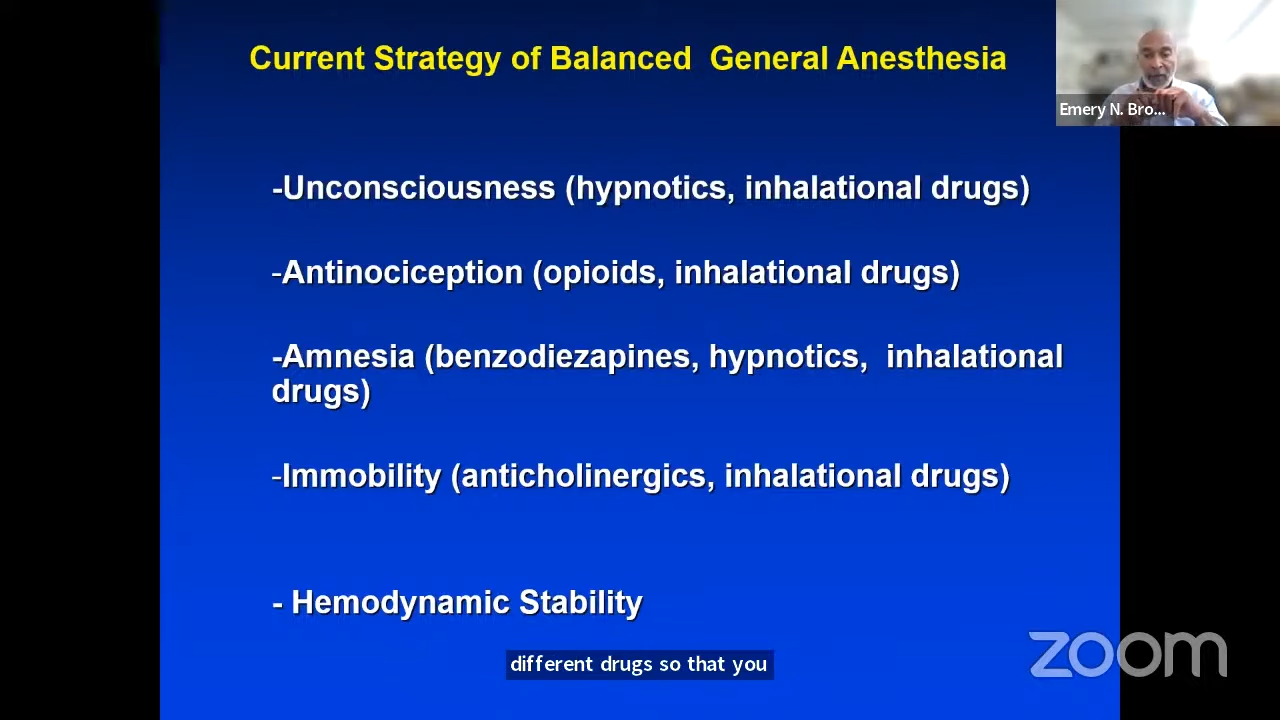 Current Strategy of Balanced General Anesthesia
Emery N. Bro...
-Unconsciousness (hypnotics, inhalational drugs)
-Antinociception (opioids, inhalational drugs)
-Amnesia (benzodiezapines, hypnotics, inhalational
drugs)
-Immobility (anticholinergics, inhalational drugs)
- Hemodynamic Stability
different drugs so that you
zoom